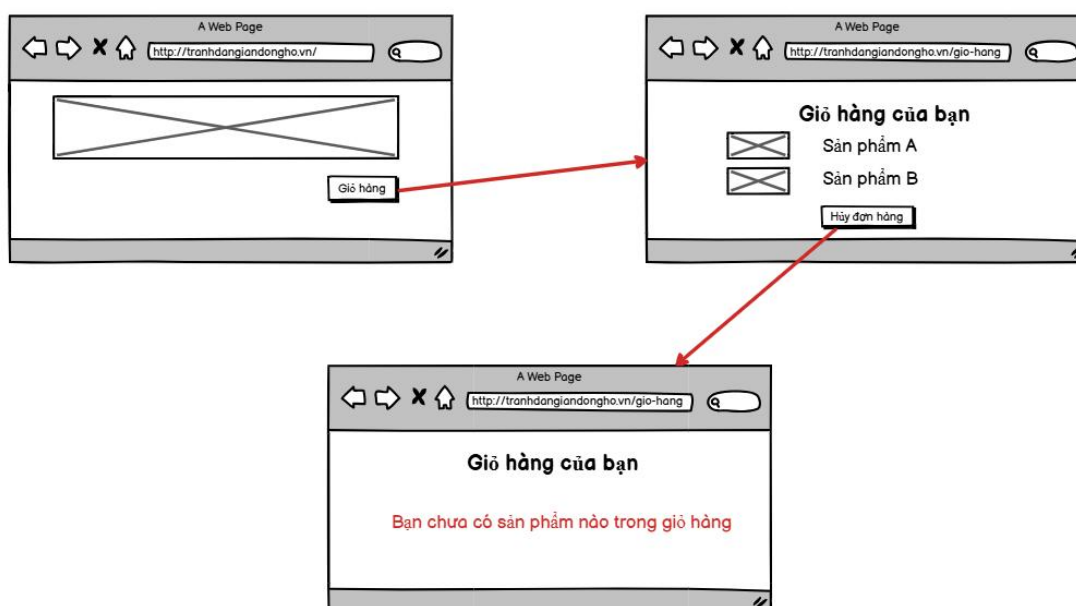 A Web Page
http://tranhdangiandongho.vn/
Giỏ hàng
A Web Page
http://tranhdangiandongho.vn/gio-hang
Giỏ hàng của bạn
Sản phẩm A
Sản phẩm B
Hủy đơn hàng
A Web Page
http://tranhdangiandongho.vn/gio-hang
Giỏ hàng của bạn
Bạn chưa có sản phẩm nào trong giỏ hàng